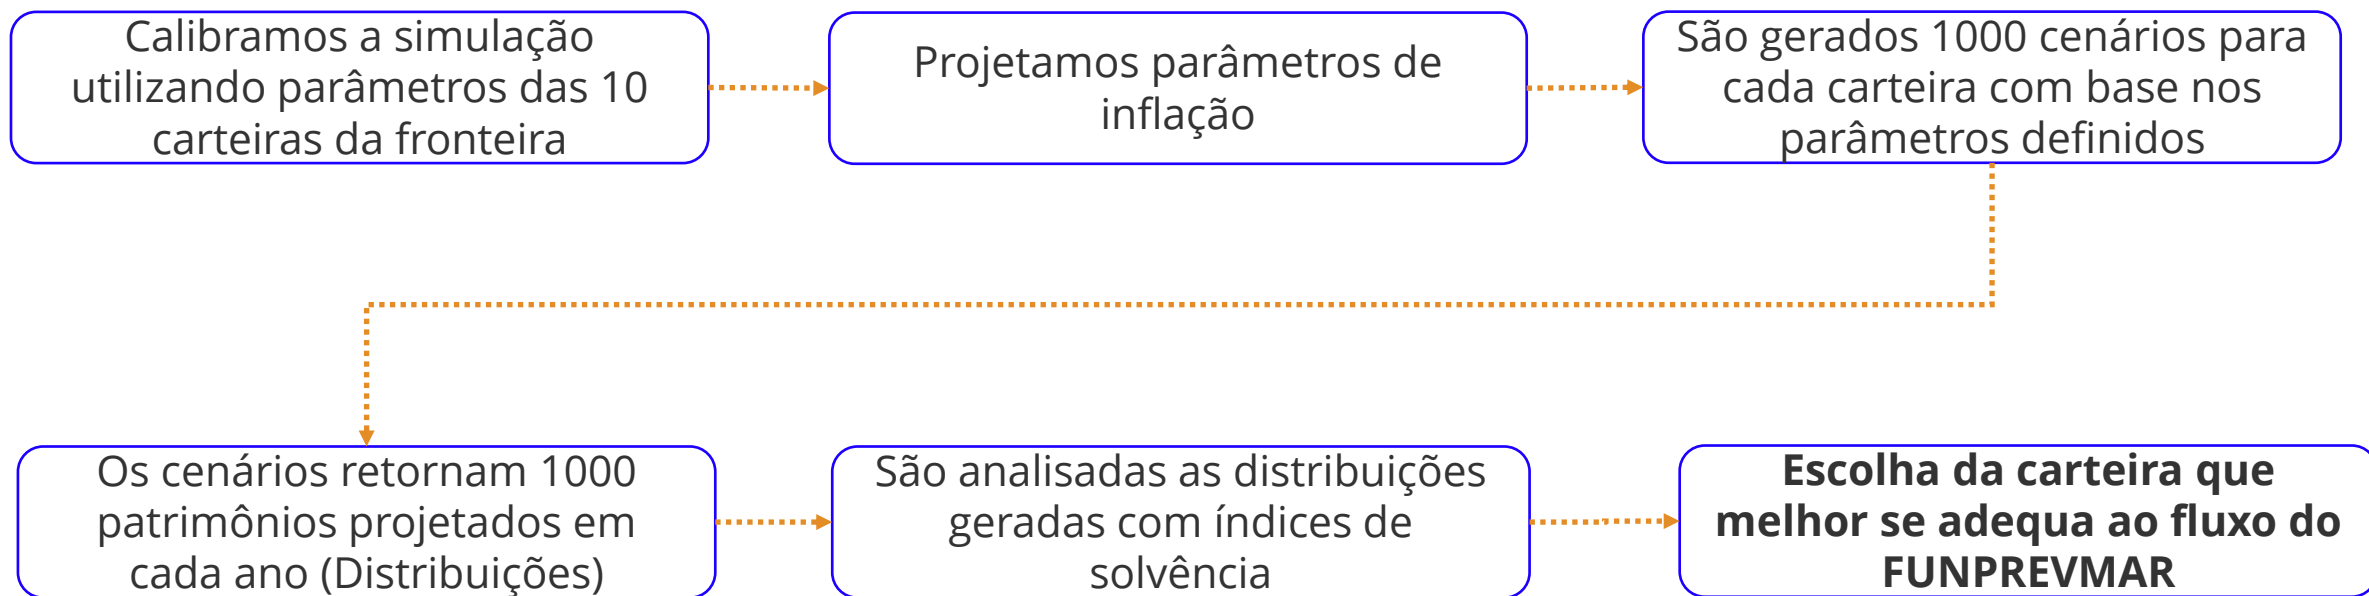 Calibramos a simulação
utilizando parâmetros das 10
carteiras da fronteira
Projetamos parâmetros de
inflação
São gerados 1000 cenários para
cada carteira com base nos
parâmetros definidos
Os cenários retornam 1000
patrimônios projetados em
cada ano (Distribuições)
São analisadas as distribuições
geradas com índices de
solvência
Escolha da carteira que
melhor se adequa ao fluxo do
FUNPREVMAR